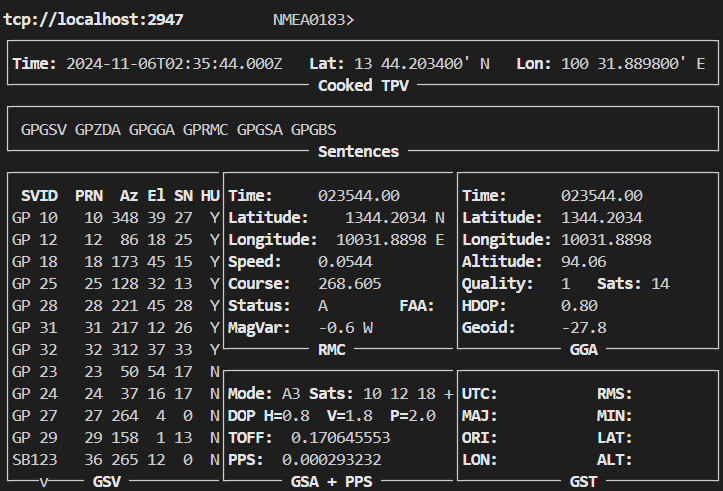 tcp://localhost:2947 NMEA0183>
Time: 2024-11-06T02:35:44.000Z Lat: 13 44.203400' N Lon: 100 31.889800' E
Cooked TPV
GPGSV GPZDA GPGGA GPRMC GPGSA GPGBS
Sentences
SVID PRN Az El SN HU
GP 10 10 348 39 27 Y
GP 12 12 86 18 25 Y
GP 18 18 173 45 15 Y
GP 25 25 128 32 13 Y
GP 28 28 221 45 28 Y
GP 31 31 217 12 26 Y
GP 32 32 312 37 33 Y
GP 23 23 50 54 17 N
GP 24 24 37 16 17 N
GP 27 27 264 4 0 N
GP 29 29 158 1 13 N
SB123 36 265 12 0 N
v GSV
Time: 023544.00
Latitude: 1344.2034 N
Longitude: 10031.8898 E
Speed: 0.0544
Course: 268.605
Status: A FAA:
MagVar: -0.6 W
RMC
Time: 023544.00
Latitude: 1344.2034
Longitude: 10031.8898
Altitude: 94.06
Quality: 1 Sats: 14
HDOP: 0.80
Geoid: -27.8
GGA
Mode: A3 Sats: 10 12 18 +
DOP H=0.8 V=1.8 P=2.0
TOFF: 0.170645553
PPS: 0.000293232
GSA + PPS
UTC: RMS:
MAJ: MIN:
ORI: LAT:
LON: ALT:
GST